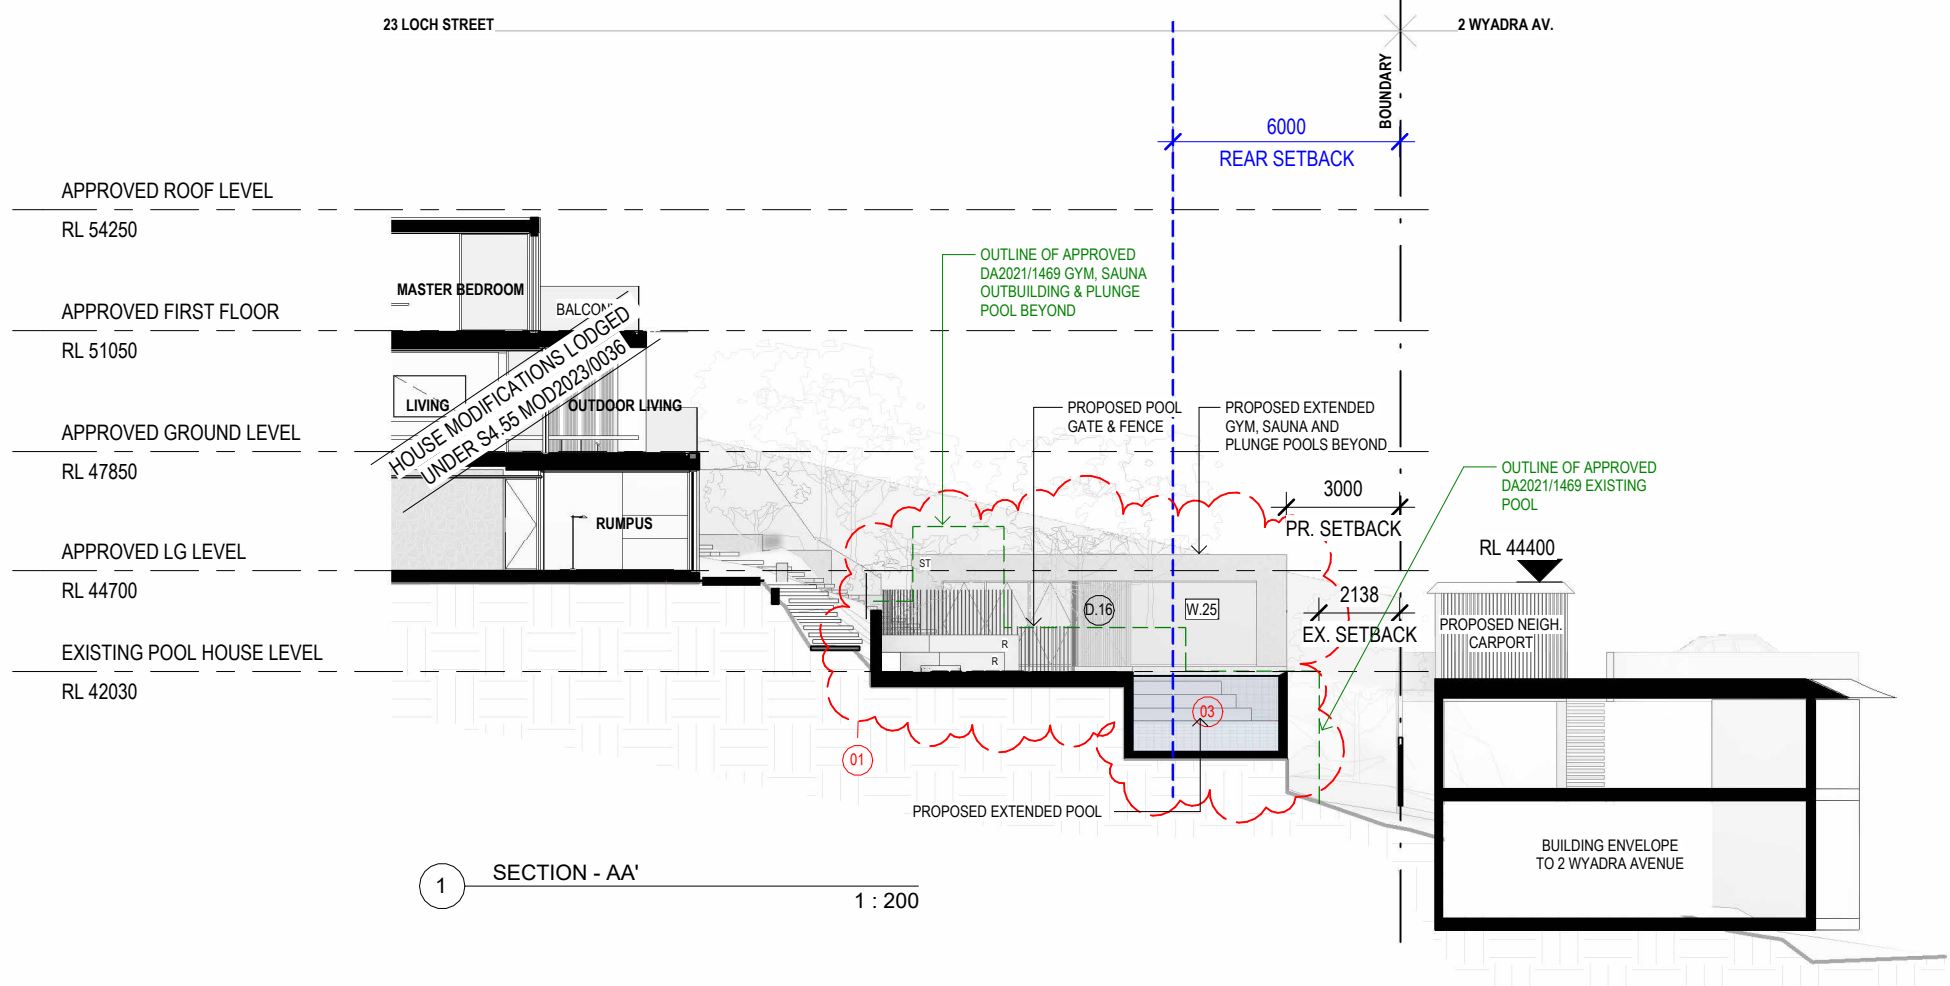 23 LOCH STREET
2 WYADRA AV.
BOUNDARY
6000
REAR SETBACK
APPROVED ROOF LEVEL
RL 54250
APPROVED FIRST FLOOR
RL 51050
APPROVED GROUND LEVEL
RL 47850
APPROVED LG LEVEL
RL 44700
EXISTING POOL HOUSE LEVEL
RL 42030
MASTER BEDROOM
BALCON
LIVING
OUTDOOR LIVING
HOUSE MODIFICATIONS LODGED
UNDER S4.55 MOD2023/0036
RUMPUS
OUTLINE OF APPROVED
DA2021/1469 GYM, SAUNA
OUTBUILDING & PLUNGE
POOL BEYOND
PROPOSED POOL
GATE & FENCE
PROPOSED EXTENDED
GYM, SAUNA AND
PLUNGE POOLS BEYOND
OUTLINE OF APPROVED
DA2021/1469 EXISTING
POOL
3000
PR. SETBACK
2138
EX. SETBACK
RL 44400
PROPOSED NEIGH.
CARPORT
ST
D.16
W.25
R
R
03
01
PROPOSED EXTENDED POOL
BUILDING ENVELOPE
TO 2 WYADRA AVENUE
1
SECTION - AA'
1 : 200